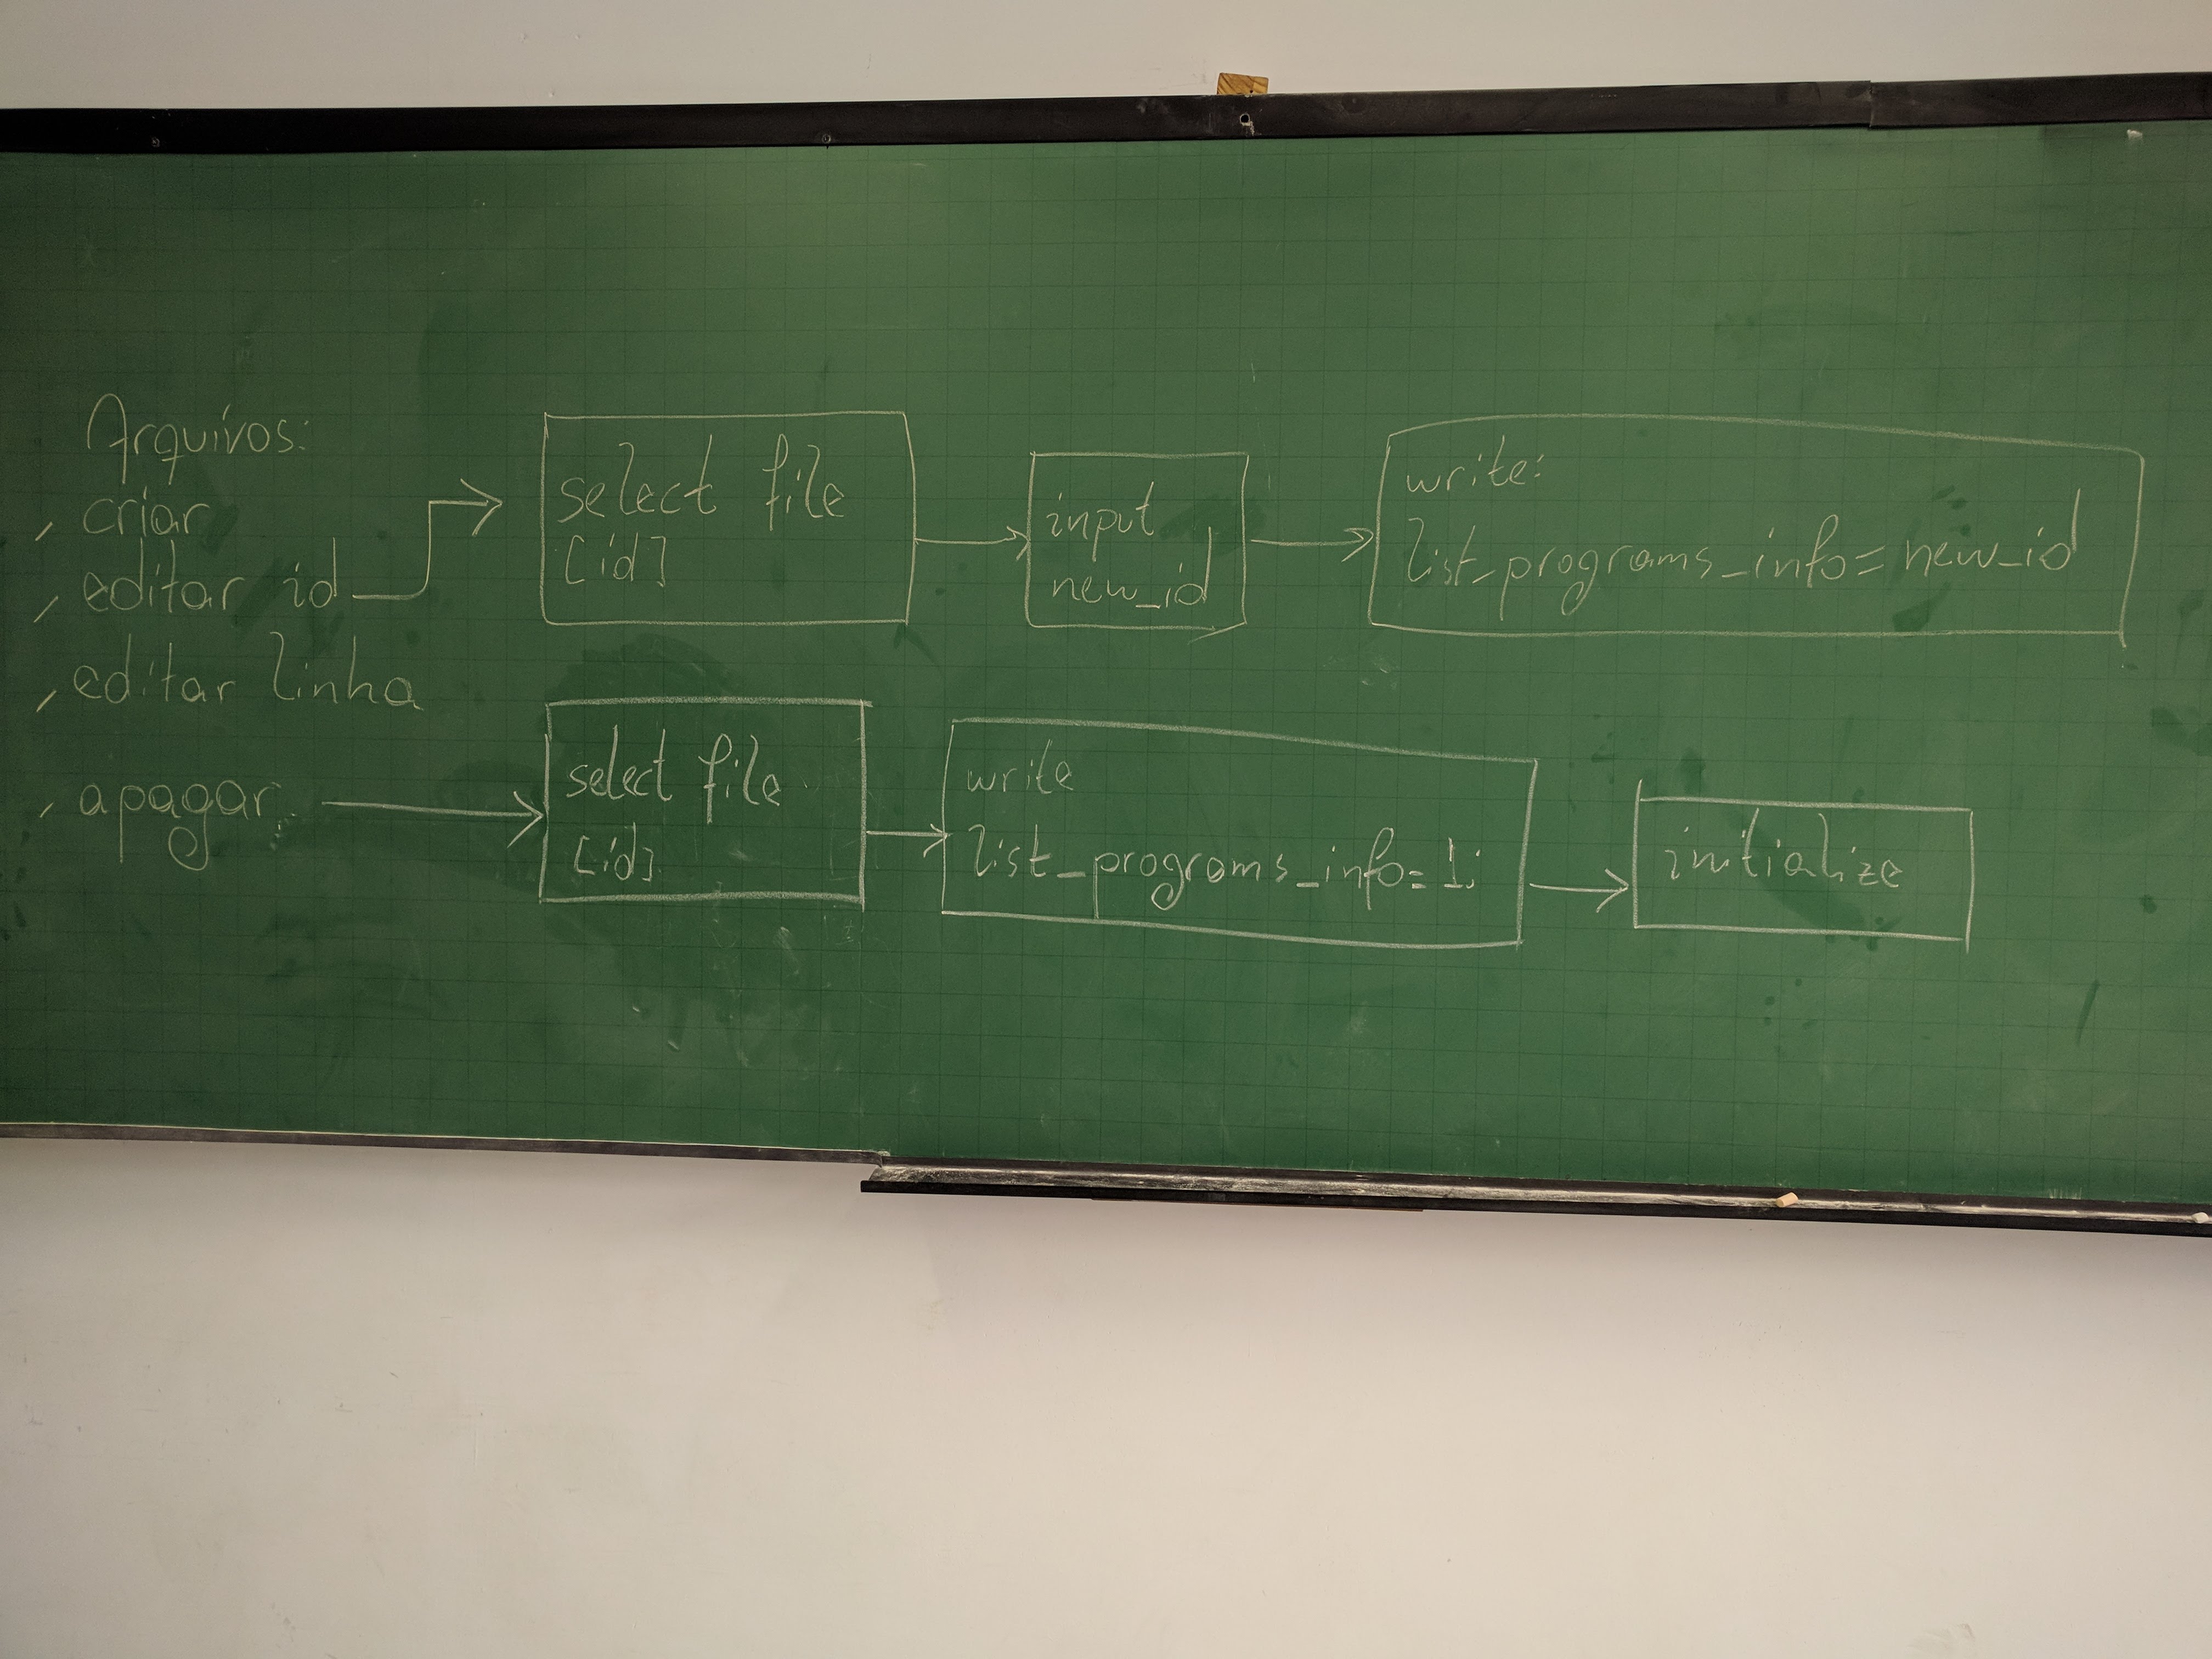 Arquivos:
, criar
, editar id
, editar linha
, apagar
select file
[id]
input
new_id
write:
list_programs_info= new_id
select file
[id]
write
list_programs_info= 1;
initialize